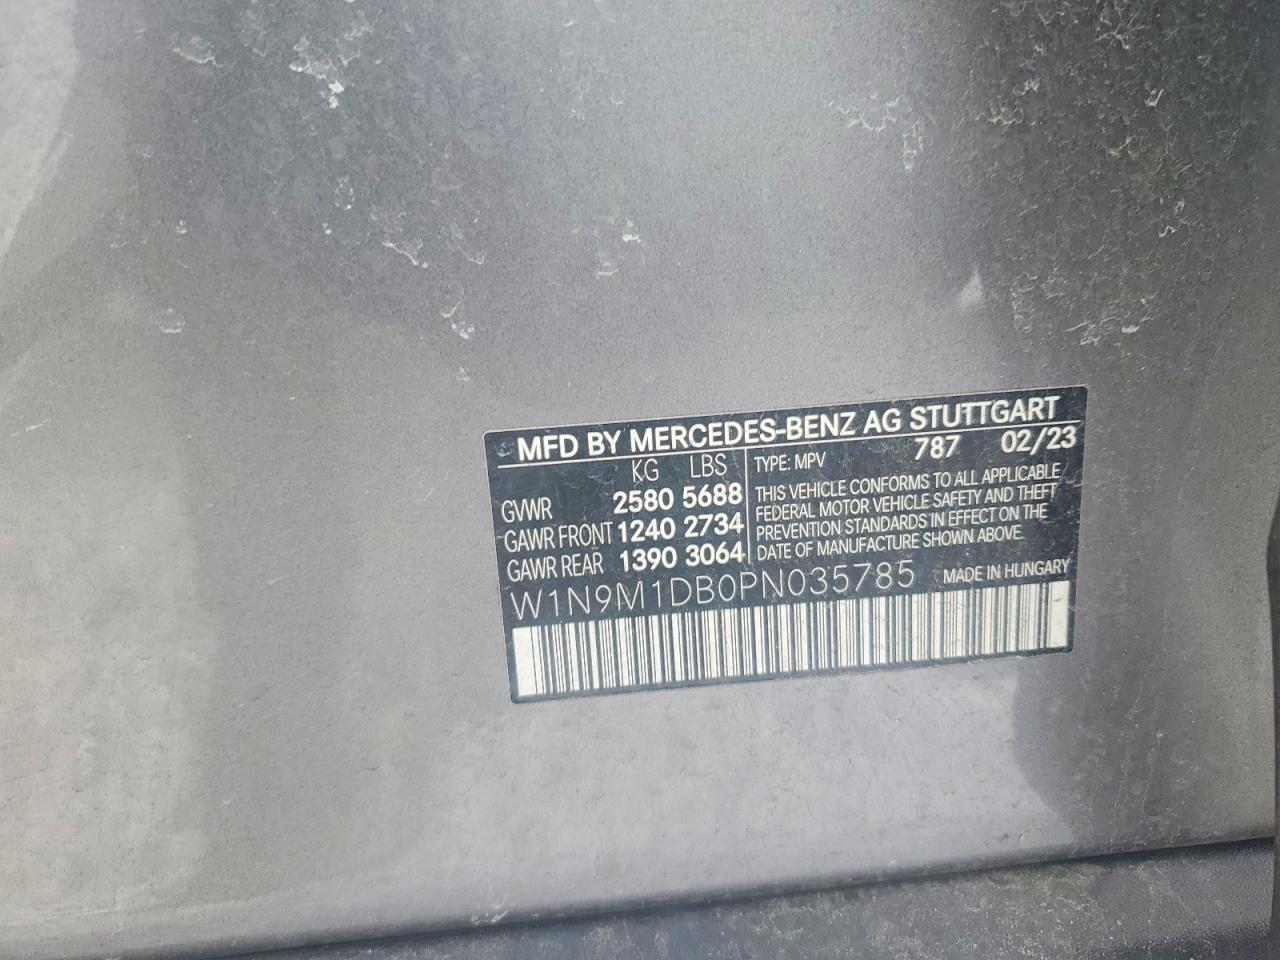 MFD BY MERCEDES-BENZ AG STUTTGART
KG LBS
GVWR 2580 5688
GAWR FRONT 1240 2734
GAWR REAR 1390 3064
TYPE: MPV 787 02/23
THIS VEHICLE CONFORMS TO ALL APPLICABLE
FEDERAL MOTOR VEHICLE SAFETY AND THEFT
PREVENTION STANDARDS IN EFFECT ON THE
DATE OF MANUFACTURE SHOWN ABOVE.
W1N9M1DB0PN035785 MADE IN HUNGARY